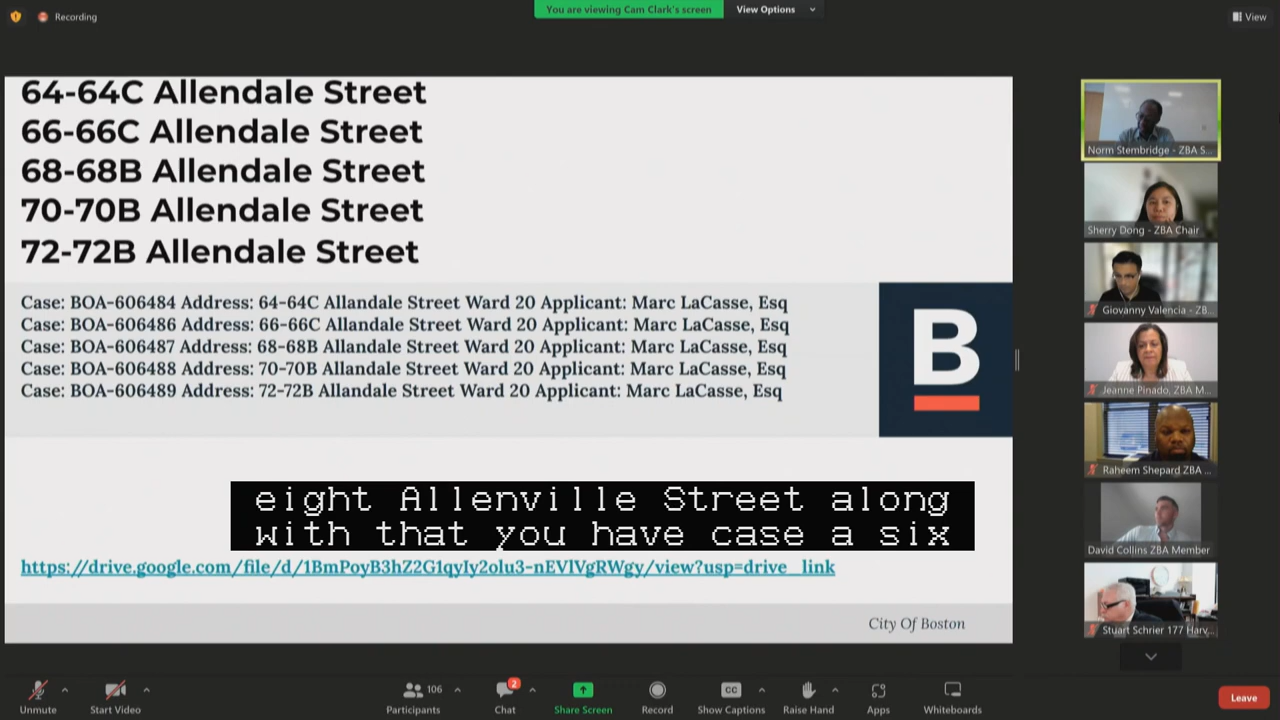 Recording
You are viewing Cam Clark's screen
View Options
View
64-64C Allendale Street
66-66C Allendale Street
68-68B Allendale Street
70-70B Allendale Street
72-72B Allendale Street
Case: BOA-606484 Address: 64-64C Allandale Street Ward 20 Applicant: Marc LaCasse, Esq
Case: BOA-606486 Address: 66-66C Allandale Street Ward 20 Applicant: Marc LaCasse, Esq
Case: BOA-606487 Address: 68-68B Allandale Street Ward 20 Applicant: Marc LaCasse, Esq
Case: BOA-606488 Address: 70-70B Allandale Street Ward 20 Applicant: Marc LaCasse, Esq
Case: BOA-606489 Address: 72-72B Allandale Street Ward 20 Applicant: Marc LaCasse, Esq
B
eight Allenville Street along
with that you have case a six
https://drive.google.com/file/d/1BmPoyB3hZ2G1qyIy2olu3-nEVlVgRWgy/view?usp=drive_link
City Of Boston
Norm Stembridge - ZBA S...
Sherry Dong - ZBA Chair
Giovanny Valencia - ZB...
Jeanne Pinado, ZBA M...
Raheem Shepard ZBA ...
David Collins ZBA Member
Stuart Schrier 177 Harv...
Unmute
Start Video
106
Participants
2
Chat
Share Screen
Record
CC
Show Captions
Raise Hand
Apps
Whiteboards
Leave